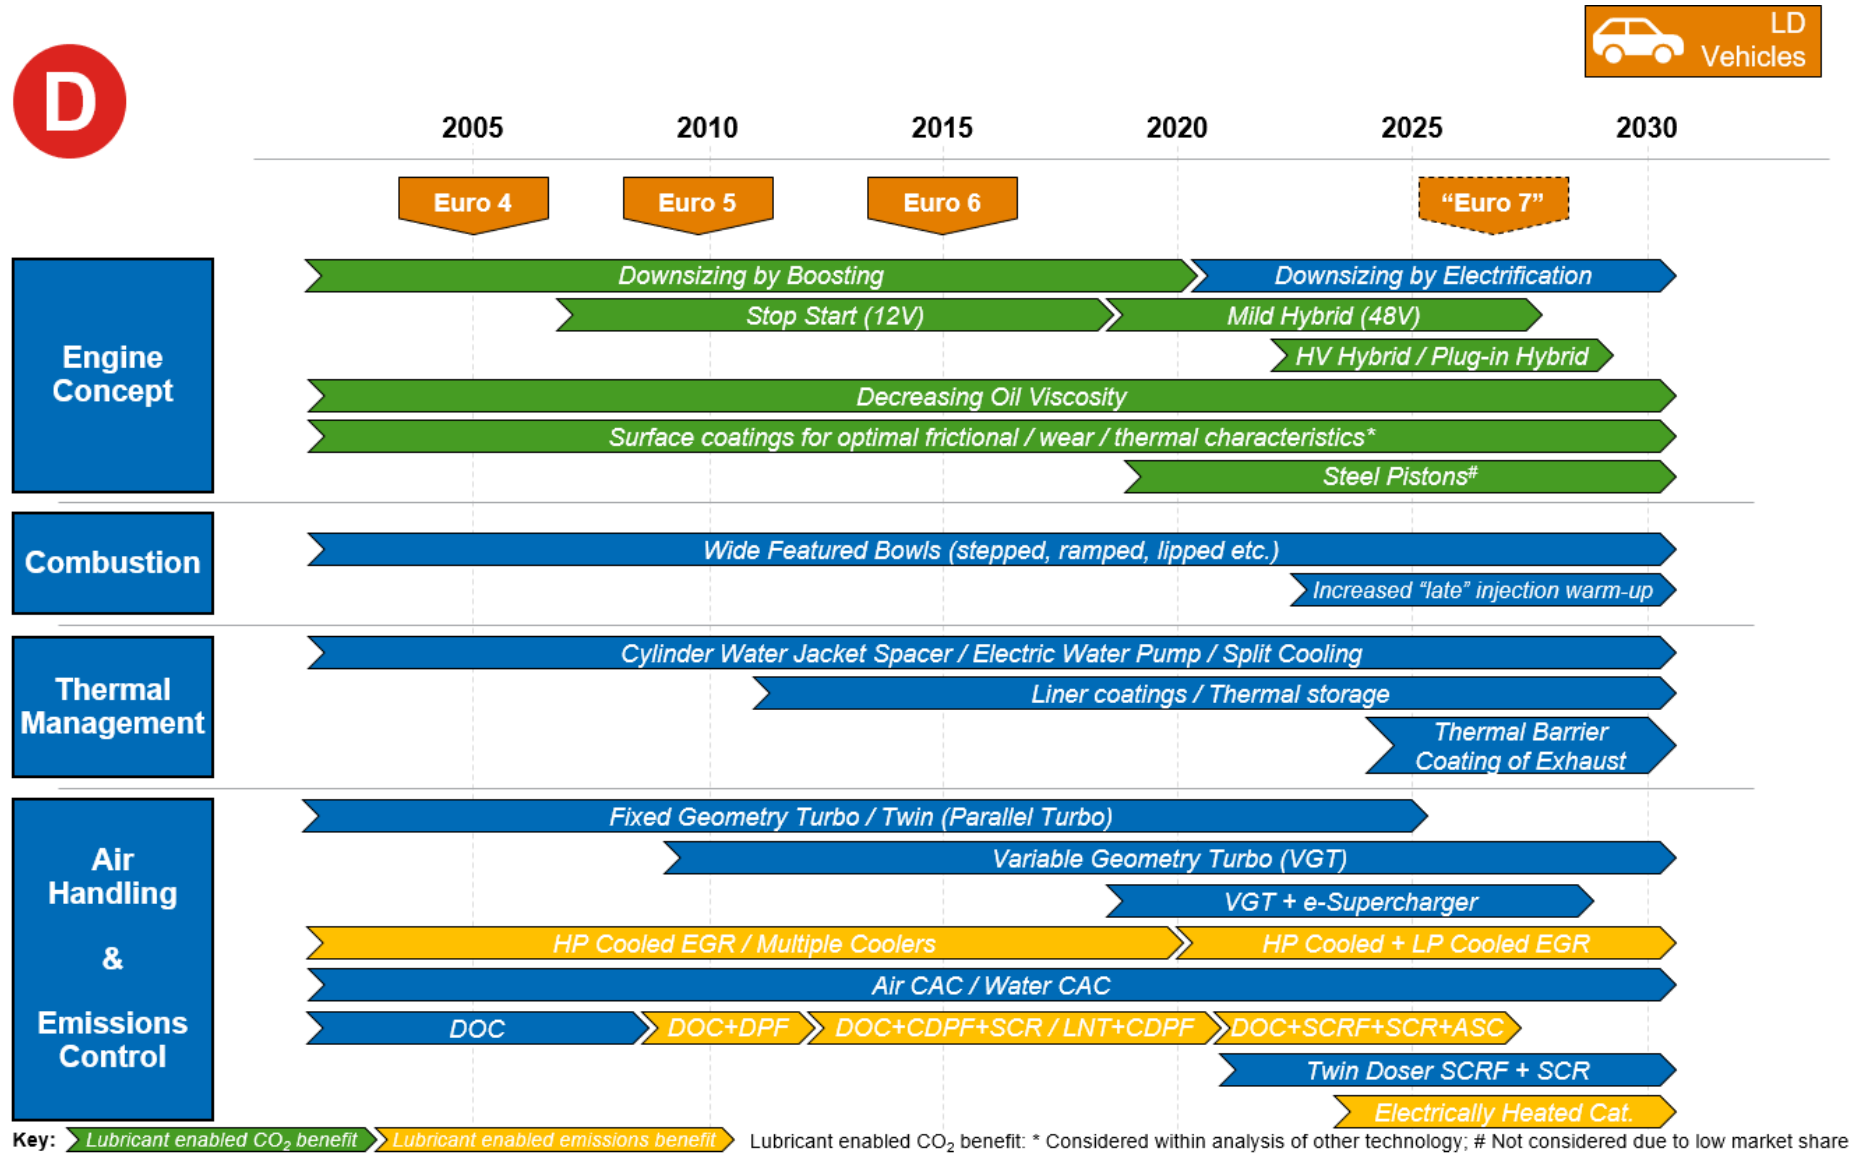 LD
Vehicles
D
2005 2010 2015 2020 2025 2030
Euro 4 Euro 5 Euro 6 “Euro 7”
Engine
Concept
Downsizing by Boosting Downsizing by Electrification
Stop Start (12V) Mild Hybrid (48V)
HV Hybrid / Plug-in Hybrid
Decreasing Oil Viscosity
Surface coatings for optimal frictional / wear / thermal characteristics*
Steel Pistons#
Combustion
Wide Featured Bowls (stepped, ramped, lipped etc.)
Increased “late” injection warm-up
Thermal
Management
Cylinder Water Jacket Spacer / Electric Water Pump / Split Cooling
Liner coatings / Thermal storage
Thermal Barrier
Coating of Exhaust
Air
Handling
&
Emissions
Control
Fixed Geometry Turbo / Twin (Parallel Turbo)
Variable Geometry Turbo (VGT)
VGT + e-Supercharger
HP Cooled EGR / Multiple Coolers HP Cooled + LP Cooled EGR
Air CAC / Water CAC
DOC DOC+DPF DOC+CDPF+SCR / LNT+CDPF DOC+SCRF+SCR+ASC
Twin Doser SCRF + SCR
Electrically Heated Cat.
Key: Lubricant enabled CO₂ benefit Lubricant enabled emissions benefit Lubricant enabled CO₂ benefit: * Considered within analysis of other technology; # Not considered due to low market share